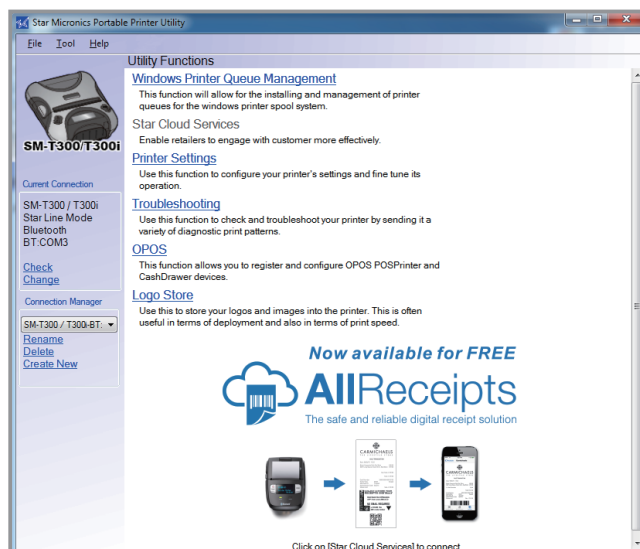 Star Micronics Portable Printer Utility
File Tool Help
Utility Functions
SM-T300/T300i
Current Connection
SM-T300 / T300i
Star Line Mode
Bluetooth
BT:COM3
Check
Change
Connection Manager
SM-T300 / T300i-BT:
Rename
Delete
Create New
Windows Printer Queue Management
This function will allow for the installing and management of printer
queues for the windows printer spool system.
Star Cloud Services
Enable retailers to engage with customer more effectively.
Printer Settings
Use this function to configure your printer's settings and fine tune its
operation.
Troubleshooting
Use this function to check and troubleshoot your printer by sending it a
variety of diagnostic print patterns.
OPOS
This function allows you to register and configure OPOS POSPrinter and
CashDrawer devices.
Logo Store
Use this to store your logos and images into the printer. This is often
useful in terms of deployment and also in terms of print speed.
Now available for FREE
AllReceipts
The safe and reliable digital receipt solution
CARMICHAELS
CARMICHAELS
Click on [Star Cloud Services] to connect